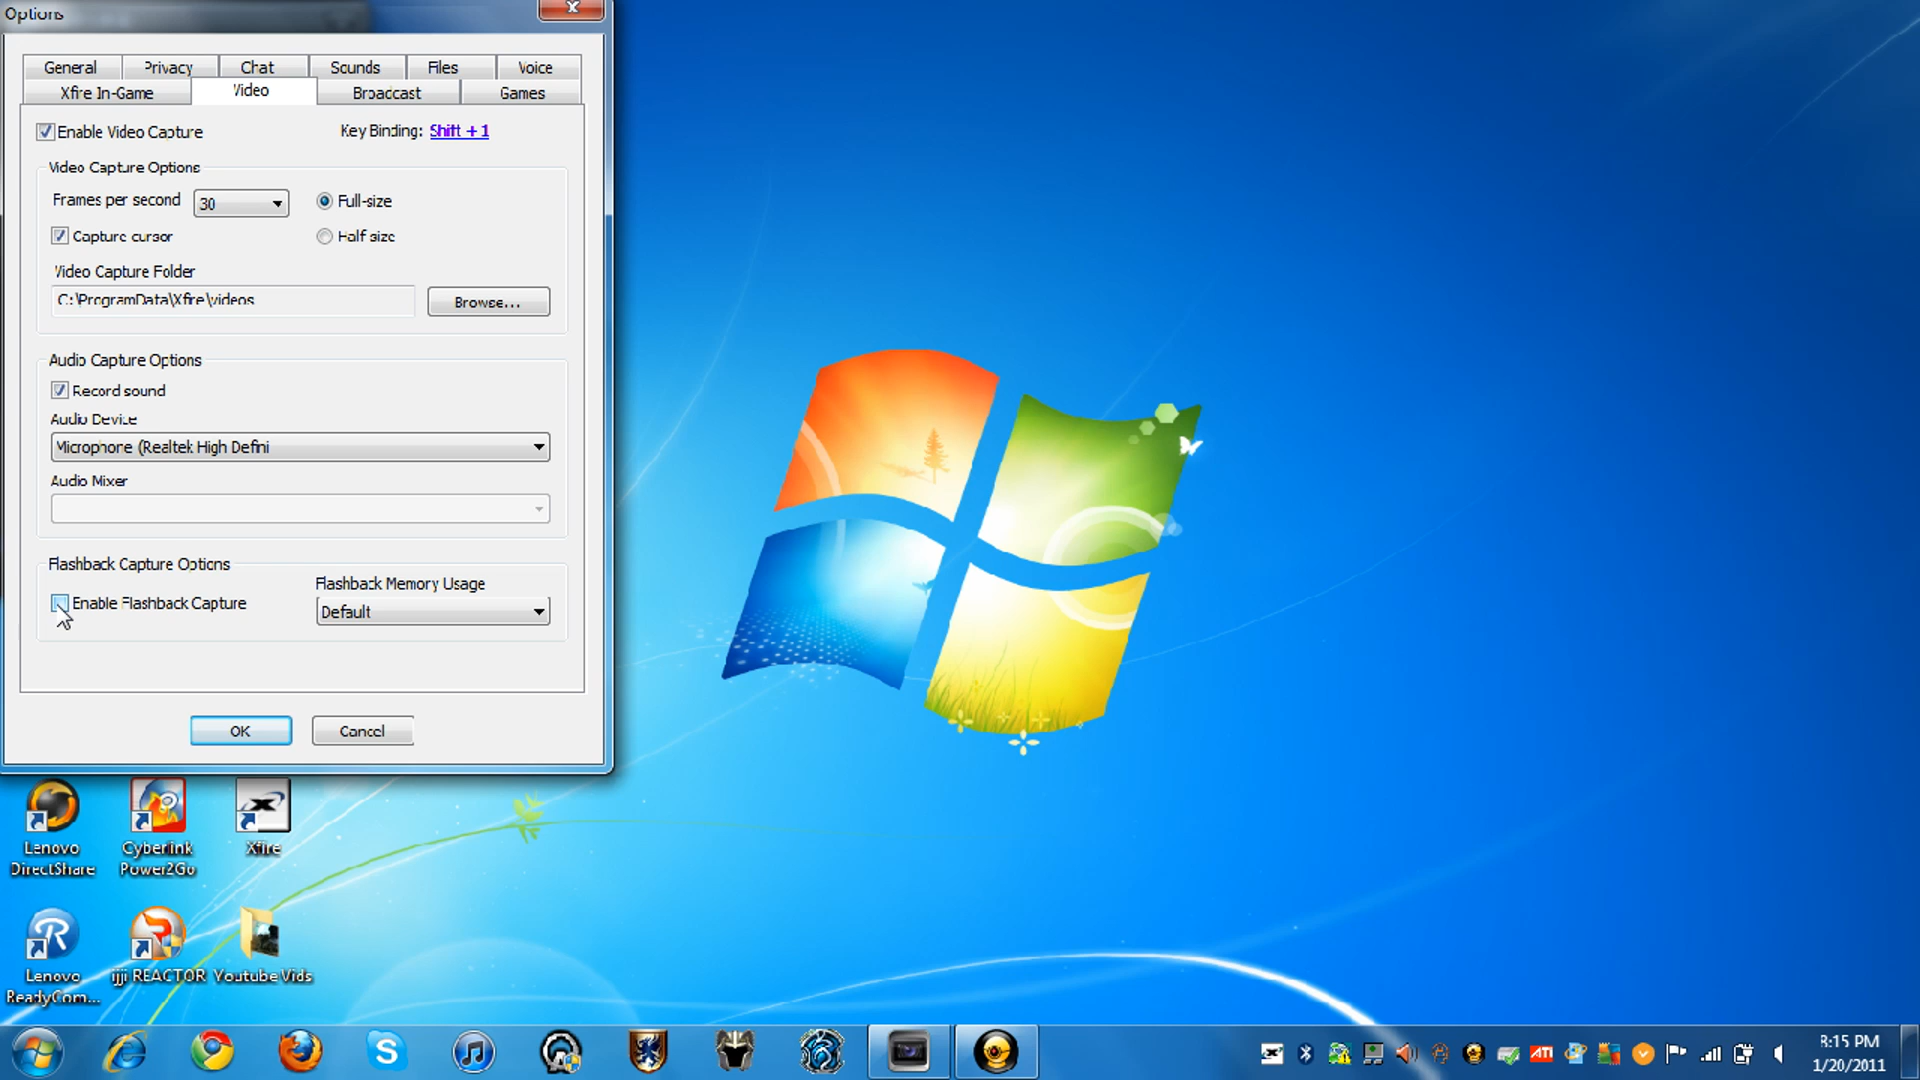 Options
General Privacy Chat Sounds Files Voice
Xfire In-Game Video Broadcast Games
Enable Video Capture Key Binding: Shift + 1
Video Capture Options
Frames per second 30 Full-size
Capture cursor Half size
Video Capture Folder
C:\ProgramData\Xfire\videos Browse...
Audio Capture Options
Record sound
Audio Device
Microphone (Realtek High Defini
Audio Mixer
Flashback Capture Options
Flashback Memory Usage
Enable Flashback Capture
Default
OK Cancel
Lenovo DirectShare
Cyberlink Power2Go
Xfire
Lenovo ReadyCom...
ijji REACTOR
Youtube Vids
ATI
8:15 PM
1/20/2011